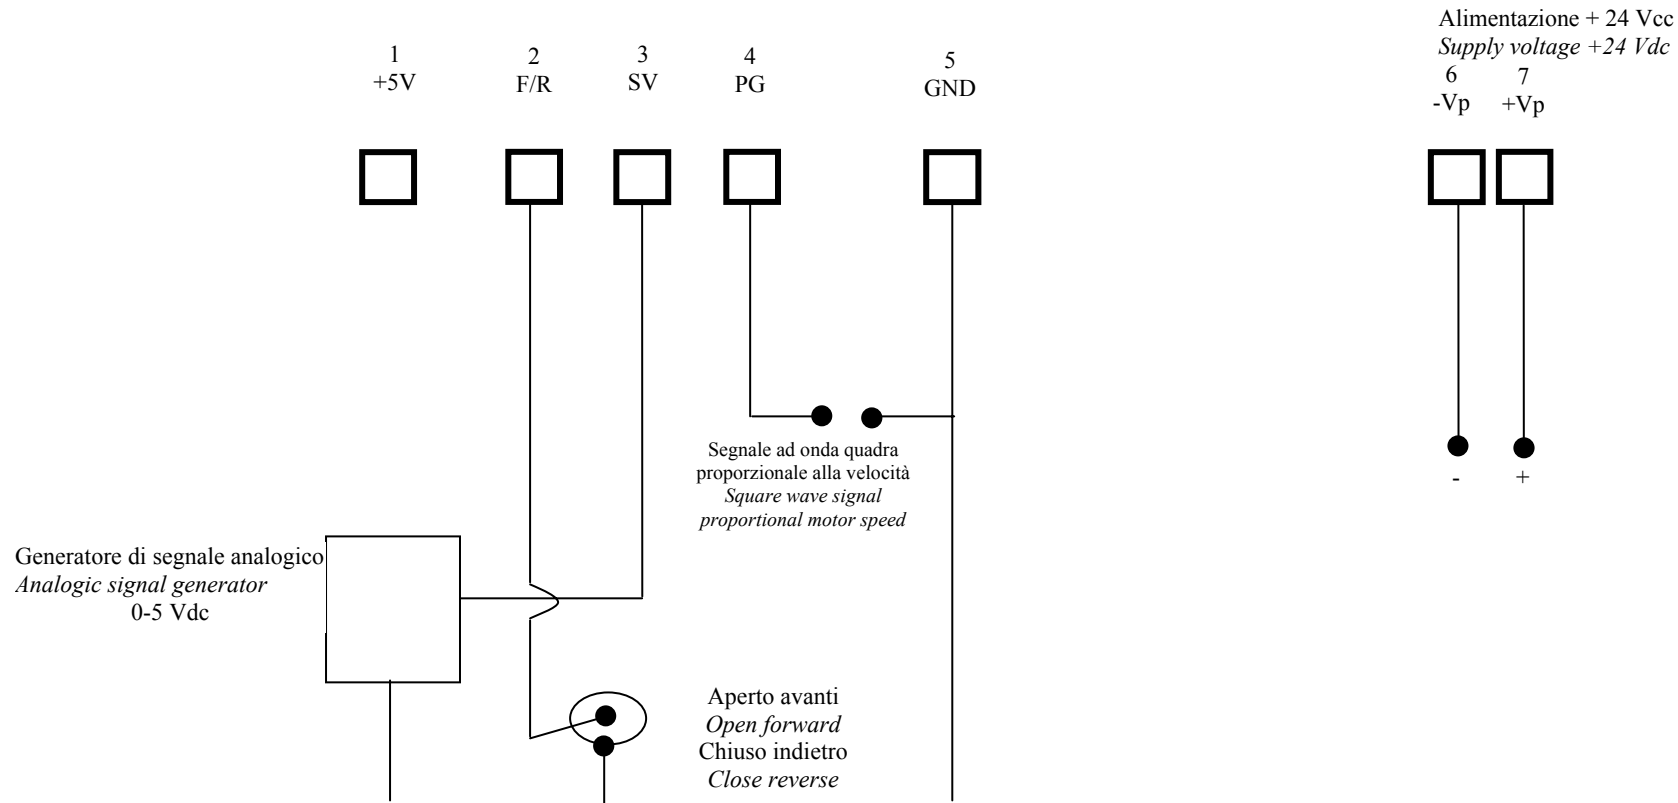 Alimentazione + 24 Vcc
Supply voltage +24 Vdc
1
+5V
2
F/R
3
SV
4
PG
5
GND
6
-Vp
7
+Vp
Segnale ad onda quadra
proporzionale alla velocità
Square wave signal
proportional motor speed
-
+
Generatore di segnale analogico
Analogic signal generator
0-5 Vdc
Aperto avanti
Open forward
Chiuso indietro
Close reverse